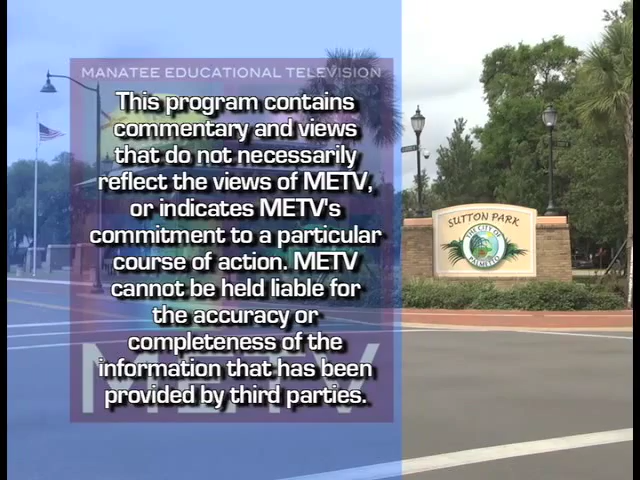 MANATEE EDUCATIONAL TELEVISION
This program contains
commentary and views
that do not necessarily
reflect the views of METV,
or indicates METV's
commitment to a particular
course of action. METV
cannot be held liable for
the accuracy or
completeness of the
information that has been
provided by third parties.
METV
SUTTON PARK
THE CITY OF
PALMETTO